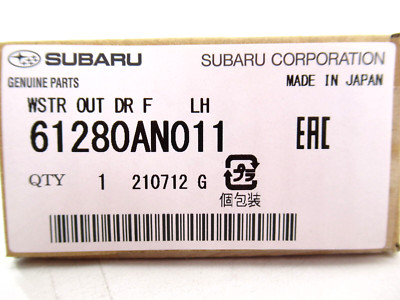 SUBARU SUBARU CORPORATION
GENUINE PARTS MADE IN JAPAN
WSTR OUT DR F LH
61280AN011 EAC
QTY 1 210712 G プラ
個包装